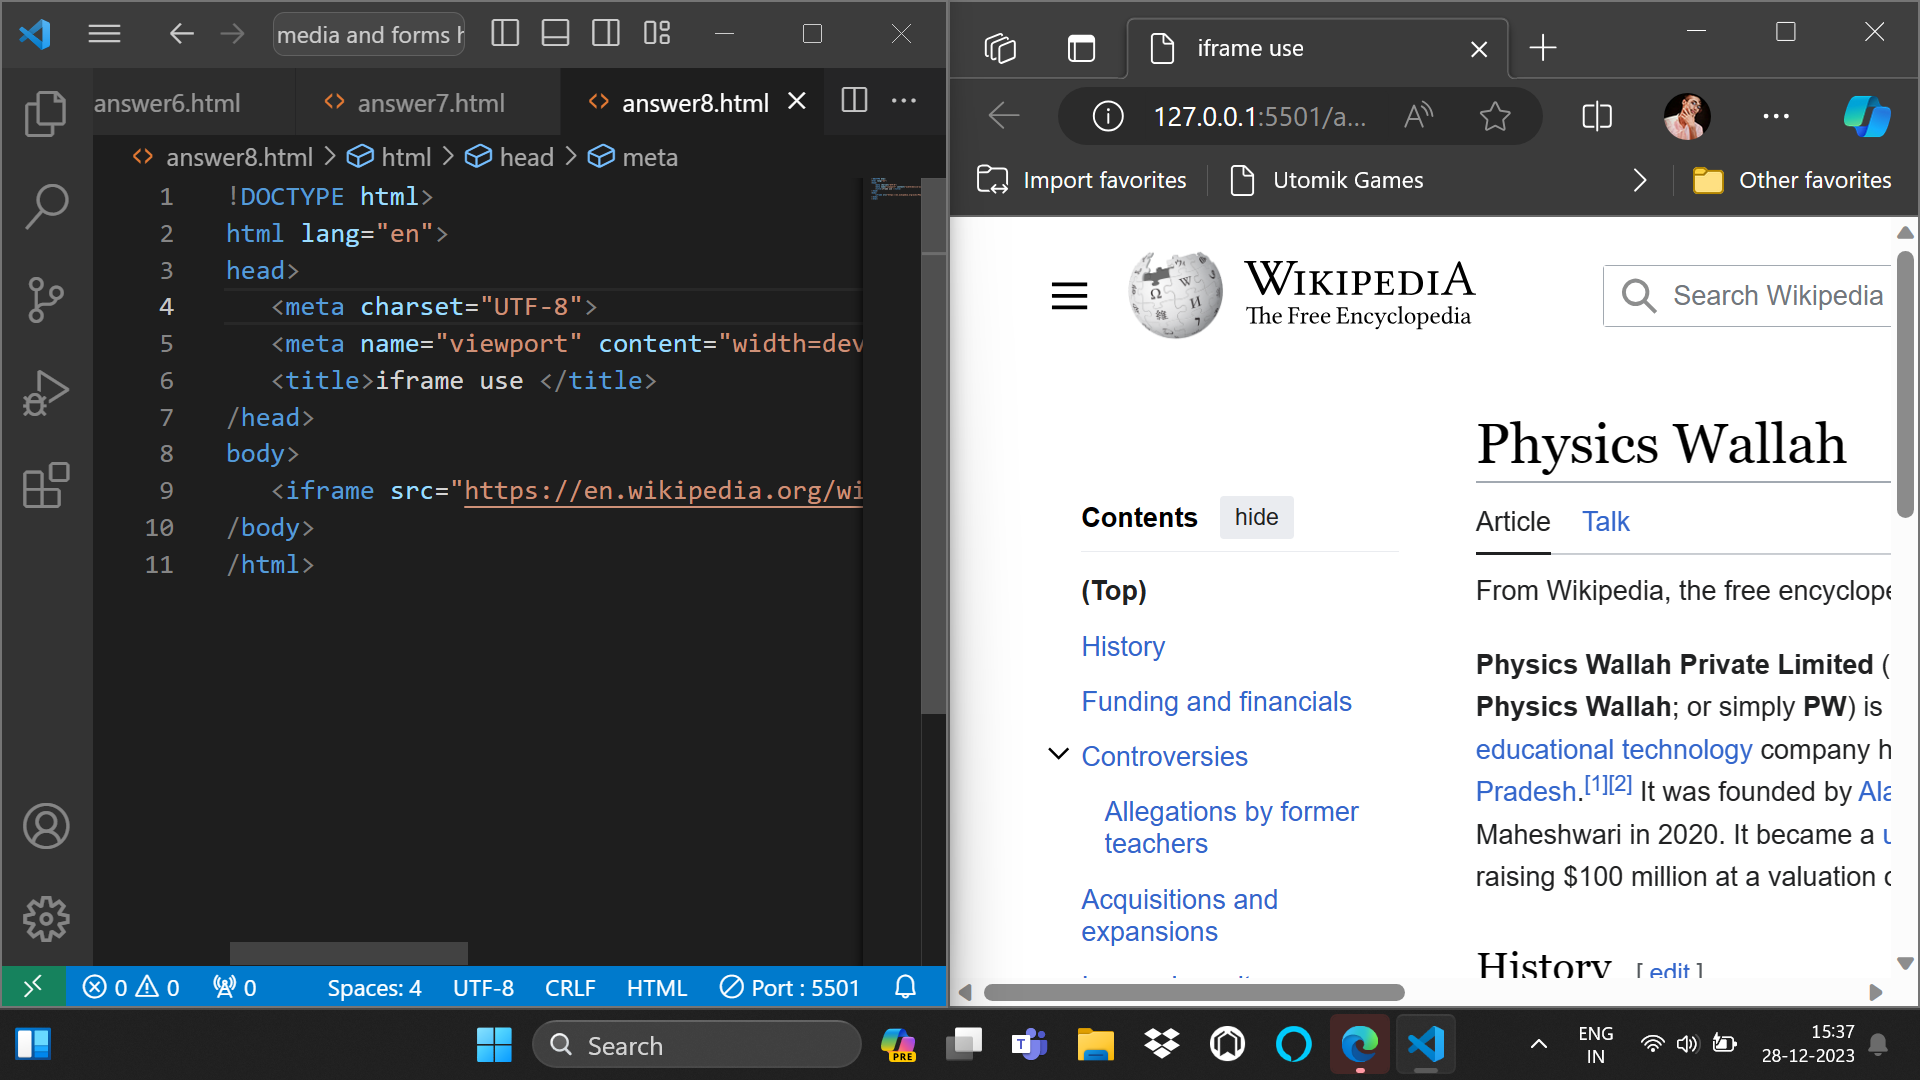 media and forms h
answer6.html
answer7.html
answer8.html
answer8.html > html > head > meta
1 !DOCTYPE html>
2 html lang="en">
3 head>
4 <meta charset="UTF-8">
5 <meta name="viewport" content="width=dev
6 <title>iframe use </title>
7 /head>
8 body>
9 <iframe src="https://en.wikipedia.org/wi
10 /body>
11 /html>
0 0 0 Spaces: 4 UTF-8 CRLF HTML Port : 5501
iframe use
127.0.0.1:5501/a...
Import favorites
Utomik Games
Other favorites
WIKIPEDIA
The Free Encyclopedia
Search Wikipedia
Physics Wallah
Contents hide
Article Talk
(Top)
History
Funding and financials
Controversies
Allegations by former
teachers
Acquisitions and
expansions
From Wikipedia, the free encyclope
Physics Wallah Private Limited (
Physics Wallah; or simply PW) is
educational technology company h
Pradesh.[1][2] It was founded by Ala
Maheshwari in 2020. It became a u
raising $100 million at a valuation o
History [ edit ]
Search
PRE
ENG
IN
15:37
28-12-2023